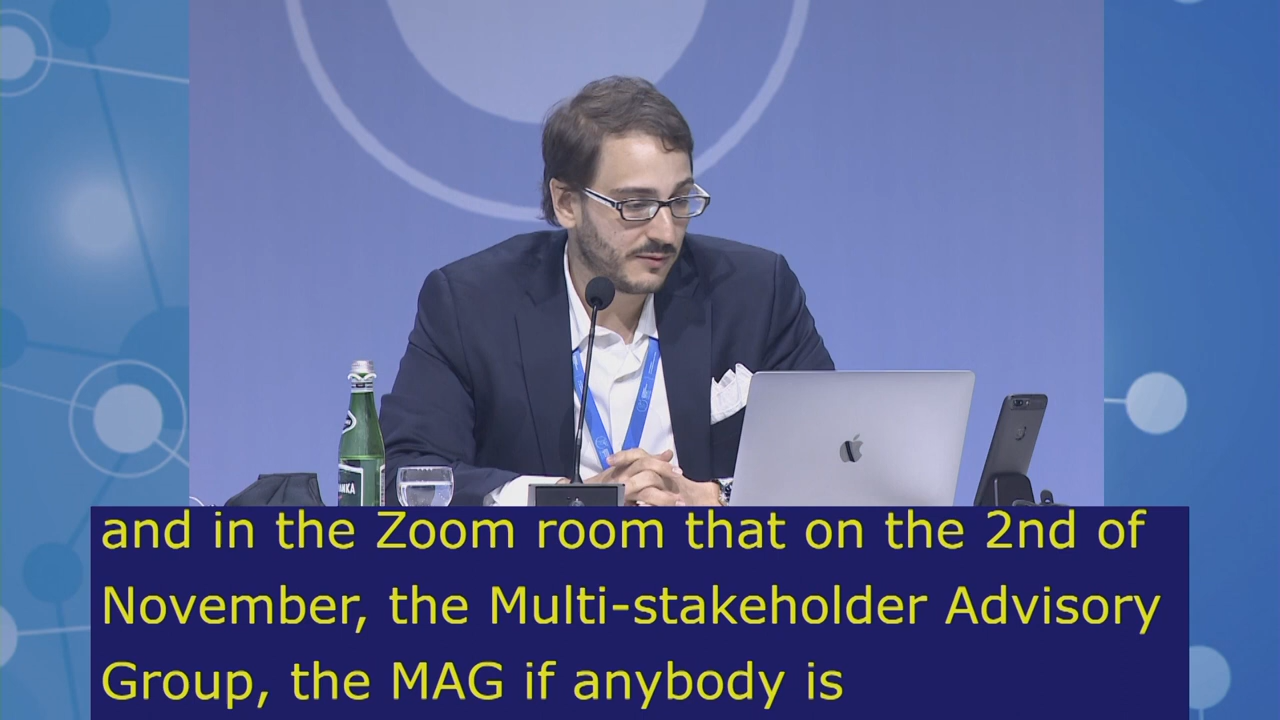 NKA
and in the Zoom room that on the 2nd of
November, the Multi-stakeholder Advisory
Group, the MAG if anybody is